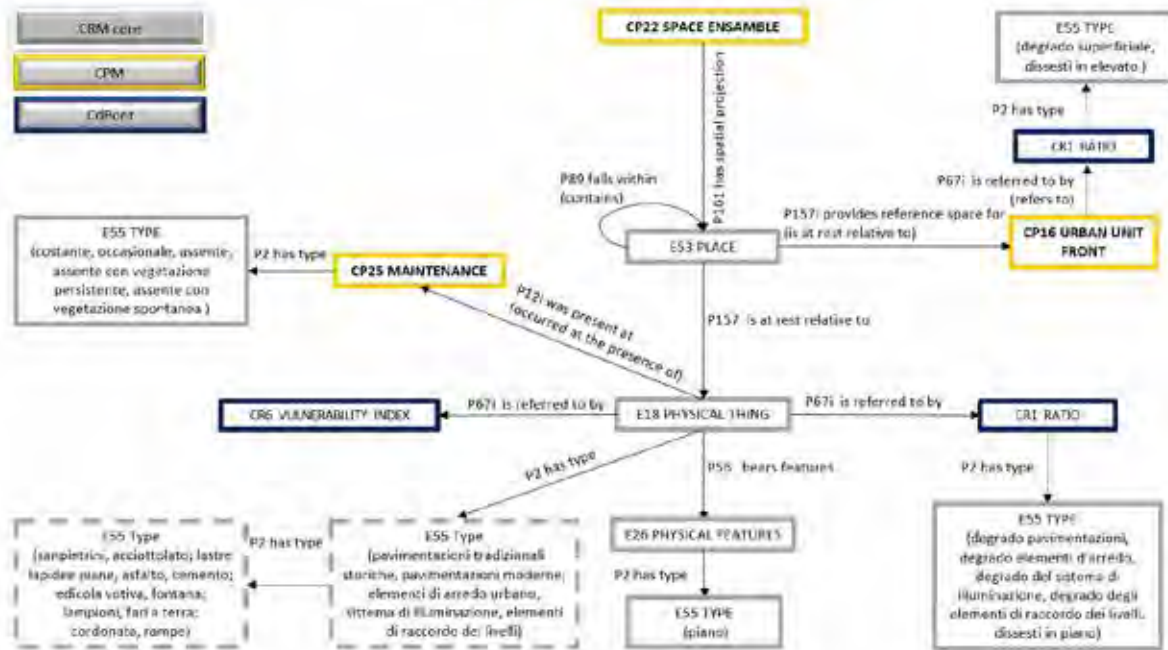 CRM core
CPM
CdRont
CP22 SPACE ENSAMBLE
E55 TYPE
(degrado superficiale,
dissesti in elevato )
P2 has type
CR1 RATIO
P67i is referred to by
(refers to)
P161 has spatial projection
P89 falls within
(contains)
E53 PLACE
P157i provides reference space for
(is at rest relative to)
CP16 URBAN UNIT
FRONT
E55 TYPE
(costante, occasionale, assente,
assente con vegetazione
persistente, assente con
vegetazione spontanea )
P2 has type
CP25 MAINTENANCE
P12i was present at
(occurred at the presence of)
P157 is at rest relative to
CR6 VULNERABILITY INDEX
P67i is referred to by
E18 PHYSICAL THING
P67i is referred to by
CR1 RATIO
P2 has type
P56 bears features
P2 has type
E55 Type
(sanpietrini, acciottolato; lastre
lapidee piane, asfalto, cemento;
edicola votiva, fontana;
lampioni, fari a terra;
cordonata, rampe)
P2 has type
E55 Type
(pavimentazioni tradizionali
storiche, pavimentazioni moderne;
elementi di arredo urbano,
sistema di illuminazione, elementi
di raccordo dei livelli)
E26 PHYSICAL FEATURES
P2 has type
E55 TYPE
(piano)
E55 TYPE
(degrado pavimentazioni,
degrado elementi d'arredo,
degrado del sistema di
illuminazione, degrado degli
elementi di raccordo dei livelli,
dissesti in piano)